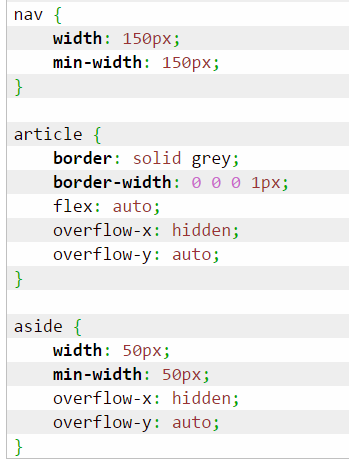 nav {
    width: 150px;
    min-width: 150px;
}

article {
    border: solid grey;
    border-width: 0 0 0 1px;
    flex: auto;
    overflow-x: hidden;
    overflow-y: auto;
}

aside {
    width: 50px;
    min-width: 50px;
    overflow-x: hidden;
    overflow-y: auto;
}